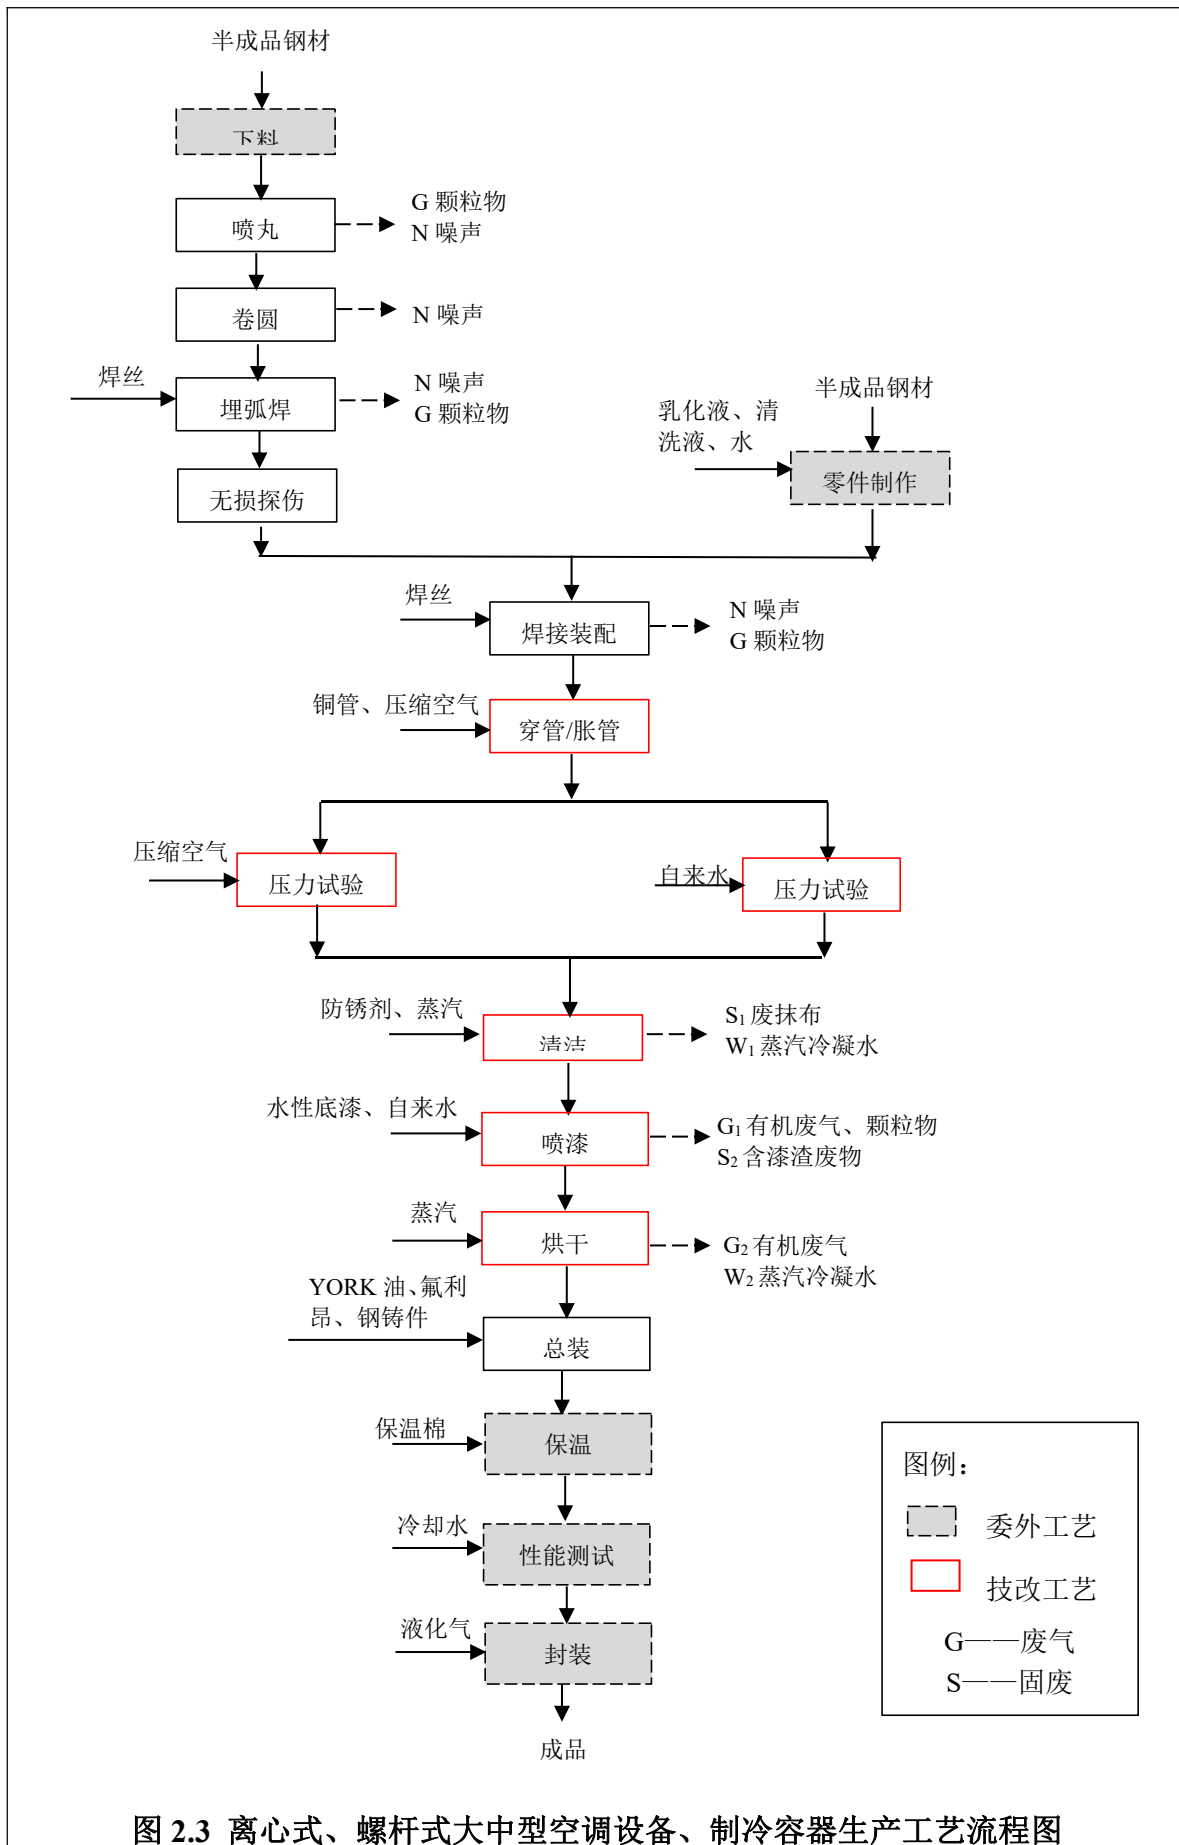 半成品钢材
下料
喷丸
G 颗粒物
N 噪声
卷圆
N 噪声
焊丝
埋弧焊
N 噪声
G 颗粒物
无损探伤
半成品钢材
乳化液、清
洗液、水
零件制作
焊丝
焊接装配
N 噪声
G 颗粒物
铜管、压缩空气
穿管/胀管
压缩空气
压力试验
自来水
压力试验
防锈剂、蒸汽
清洁
S₁ 废抹布
W₁ 蒸汽冷凝水
水性底漆、自来水
喷漆
G₁ 有机废气、颗粒物
S₂ 含漆渣废物
蒸汽
烘干
G₂ 有机废气
W₂ 蒸汽冷凝水
YORK 油、氟利
昂、钢铸件
总装
保温棉
保温
冷却水
性能测试
液化气
封装
成品
图例：
委外工艺
技改工艺
G——废气
S——固废
图 2.3 离心式、螺杆式大中型空调设备、制冷容器生产工艺流程图